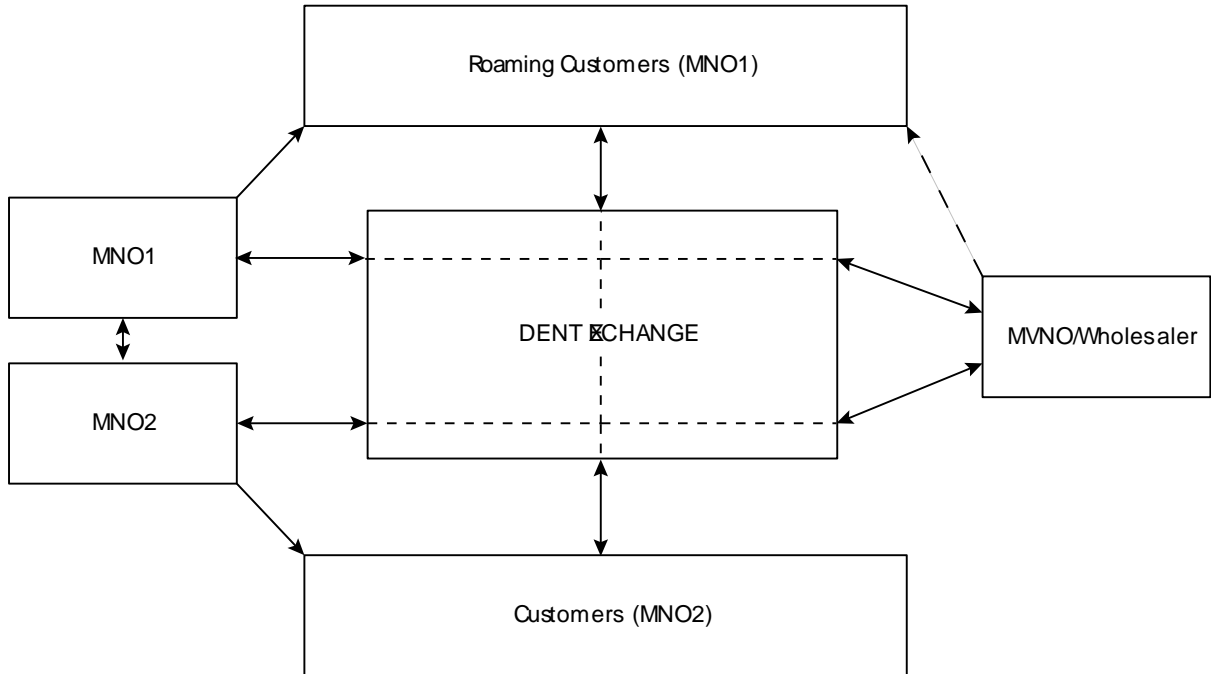 Roaming Customers (MNO1)
MNO1
DENT EXCHANGE
MVNO/Wholesaler
MNO2
Customers (MNO2)